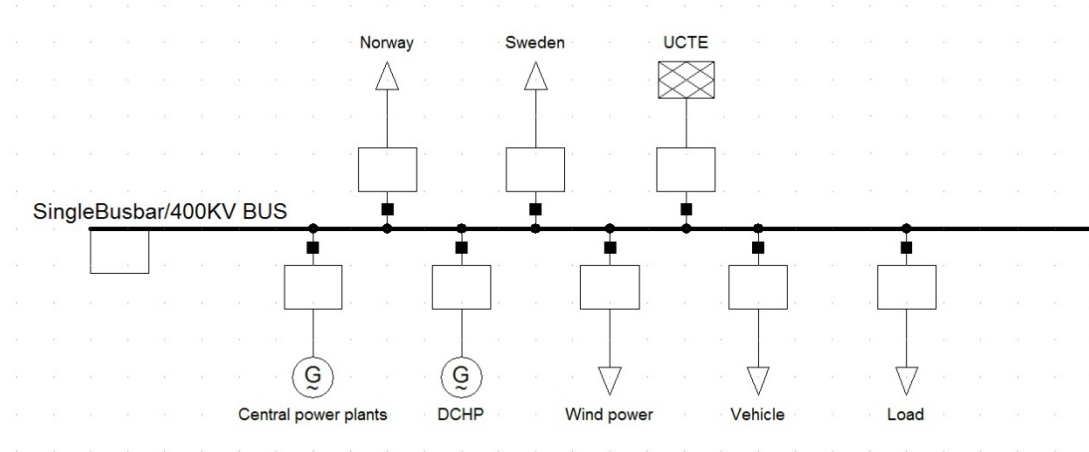 Norway
Sweden
UCTE
SingleBusbar/400KV BUS
G
~
G
~
Central power plants
DCHP
Wind power
Vehicle
Load